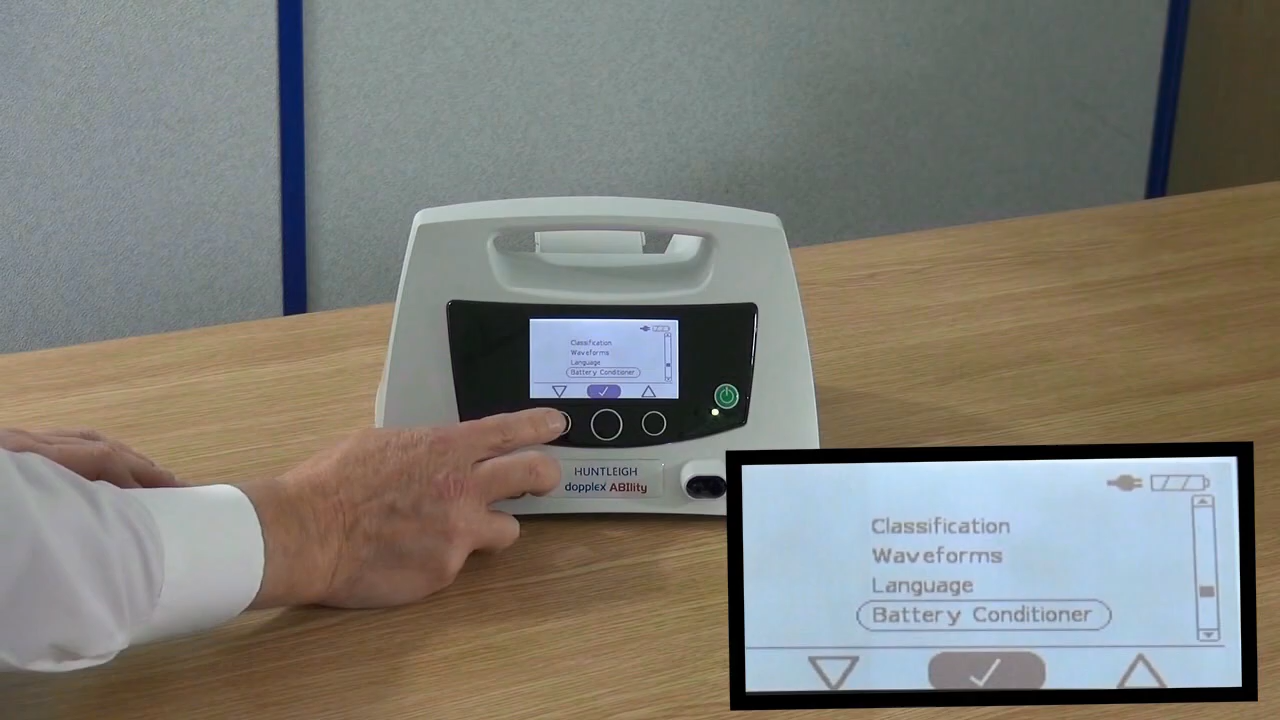 Classification
Waveforms
Language
Battery Conditioner
HUNTLEIGH
dopplex ABIlity
Classification
Waveforms
Language
Battery Conditioner